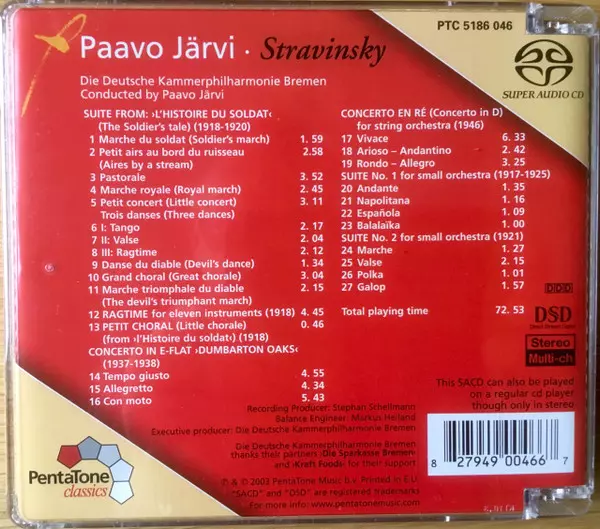 PTC 5186 046
Paavo Järvi · Stravinsky
SUPER AUDIO CD
Die Deutsche Kammerphilharmonie Bremen
Conducted by Paavo Järvi
SUITE FROM: ›L'HISTOIRE DU SOLDAT‹
(The Soldier's tale) (1918-1920)
1 Marche du soldat (Soldier's march) 1. 59
2 Petit airs au bord du ruisseau 2.58
(Aires by a stream)
3 Pastorale 3. 52
4 Marche royale (Royal march) 2. 45
5 Petit concert (Little concert) 3. 11
Trois danses (Three dances)
6 I: Tango 2. 17
7 II: Valse 2. 04
8 III: Ragtime 2. 12
9 Danse du diable (Devil's dance) 1. 34
10 Grand choral (Great chorale) 3. 04
11 Marche triomphale du diable 2. 15
(The devil's triumphant march)
12 RAGTIME for eleven instruments (1918) 4. 45
13 PETIT CHORAL (Little chorale) 0. 46
(from ›l'Histoire du soldat‹) (1918)
CONCERTO IN E-FLAT ›DUMBARTON OAKS‹
(1937-1938)
14 Tempo giusto 4. 55
15 Allegretto 4. 34
16 Con moto 5. 43
CONCERTO EN RÉ (Concerto in D)
for string orchestra (1946)
17 Vivace 6. 33
18 Arioso – Andantino 2. 42
19 Rondo – Allegro 3. 25
SUITE No. 1 for small orchestra (1917-1925)
20 Andante 1. 35
21 Napolitana 1. 16
22 Española 1. 09
23 Balalaïka 1. 00
SUITE No. 2 for small orchestra (1921)
24 Marche 1. 27
25 Valse 2. 15
26 Polka 1. 01
27 Galop 1. 57
Total playing time 72. 53
DDD
DSD
Direct Stream Digital
Stereo
Multi-ch
This SACD can also be played
on a regular cd player
though only in stereo
Recording Producer: Stephan Schellmann
Balance Engineer: Markus Heiland
Executive producer: Die Deutsche Kammerphilharmonie Bremen
Die Deutsche Kammerphilharmonie Bremen
thanks their partners ›Die Sparkasse Bremen‹
and ›Kraft Foods‹ for their support
℗ & © 2003 PentaTone Music b.v. Printed in E.U.
"SACD" and "DSD" are registered trademarks
For more info: www.pentatonemusic.com
PentaTone
classics
8 27949 00466 7